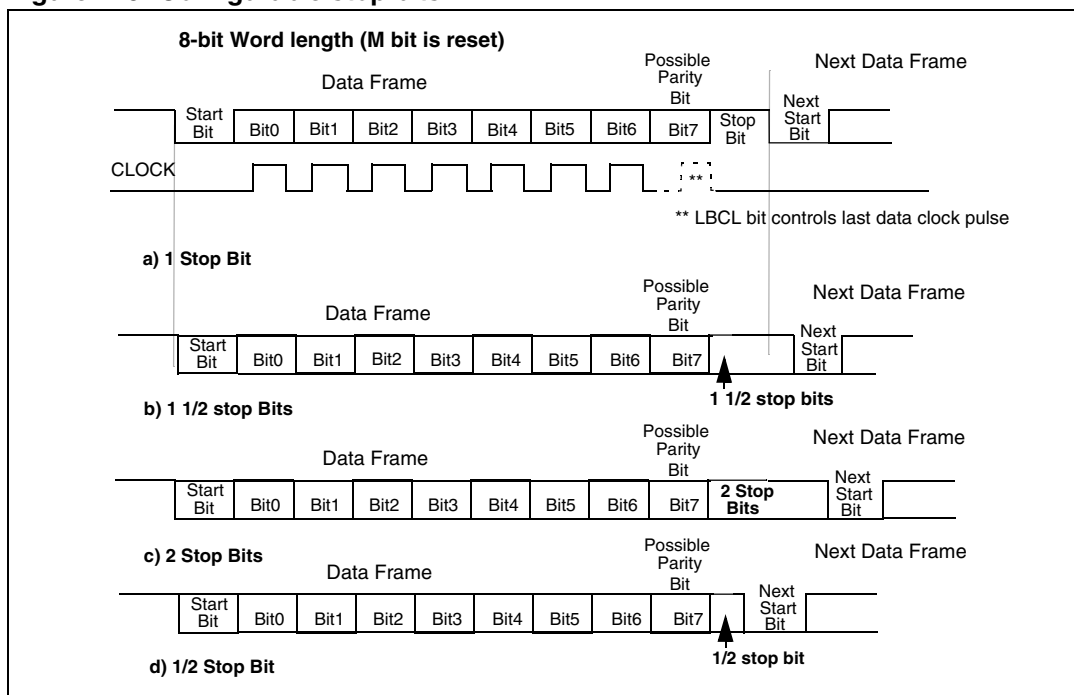 8-bit Word length (M bit is reset)
Data Frame
Possible
Parity
Bit
Next Data Frame
Start
Bit
Bit0
Bit1
Bit2
Bit3
Bit4
Bit5
Bit6
Bit7
Stop
Bit
Next
Start
Bit
CLOCK
**
** LBCL bit controls last data clock pulse
a) 1 Stop Bit
Data Frame
Possible
Parity
Bit
Next Data Frame
Start
Bit
Bit0
Bit1
Bit2
Bit3
Bit4
Bit5
Bit6
Bit7
Next
Start
Bit
1 1/2 stop bits
b) 1 1/2 stop Bits
Data Frame
Possible
Parity
Bit
Next Data Frame
Start
Bit
Bit0
Bit1
Bit2
Bit3
Bit4
Bit5
Bit6
Bit7
2 Stop
Bits
Next
Start
Bit
c) 2 Stop Bits
Data Frame
Possible
Parity
Bit
Next Data Frame
Start
Bit
Bit0
Bit1
Bit2
Bit3
Bit4
Bit5
Bit6
Bit7
Next
Start
Bit
1/2 stop bit
d) 1/2 Stop Bit